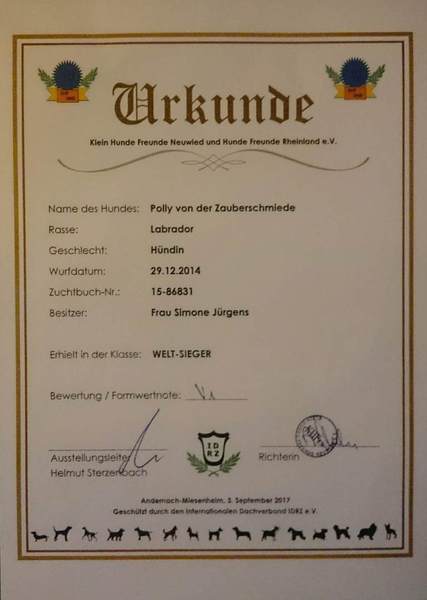 Urkunde
Klein Hunde Freunde Neuwied und Hunde Freunde Rheinland e.V.
Name des Hundes: Polly von der Zauberschmiede
Rasse: Labrador
Geschlecht: Hündin
Wurfdatum: 29.12.2014
Zuchtbuch-Nr.: 15-86831
Besitzer: Frau Simone Jürgens
Erhielt in der Klasse: WELT-SIEGER
Bewertung / Formwertnote:
ID
RZ
Ausstellungsleiter
Helmut Sterzenbach
Richterin
Andernach-Miesenheim, 3. September 2017
Geschützt durch den Internationalen Dachverband IDRZ e.V.